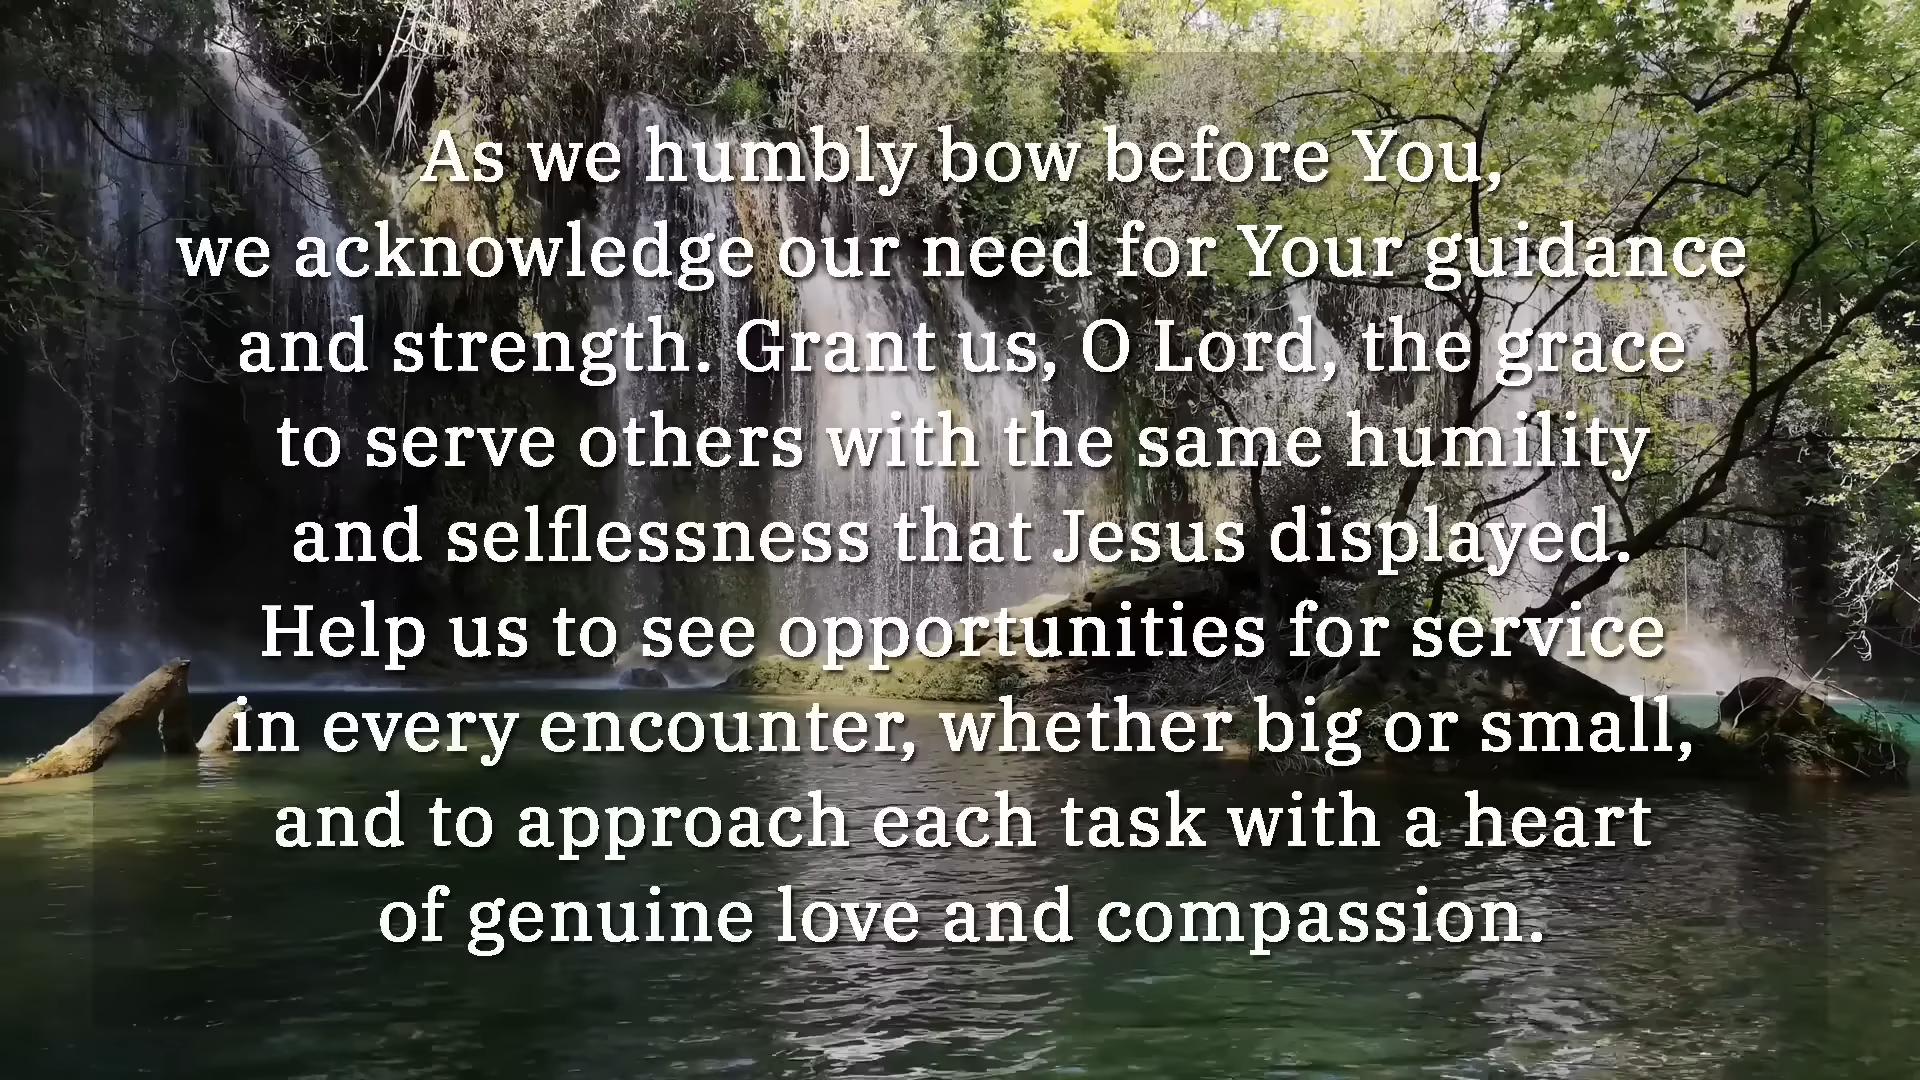 As we humbly bow before You,
we acknowledge our need for Your guidance
and strength. Grant us, O Lord, the grace
to serve others with the same humility
and selflessness that Jesus displayed.
Help us to see opportunities for service
in every encounter, whether big or small,
and to approach each task with a heart
of genuine love and compassion.